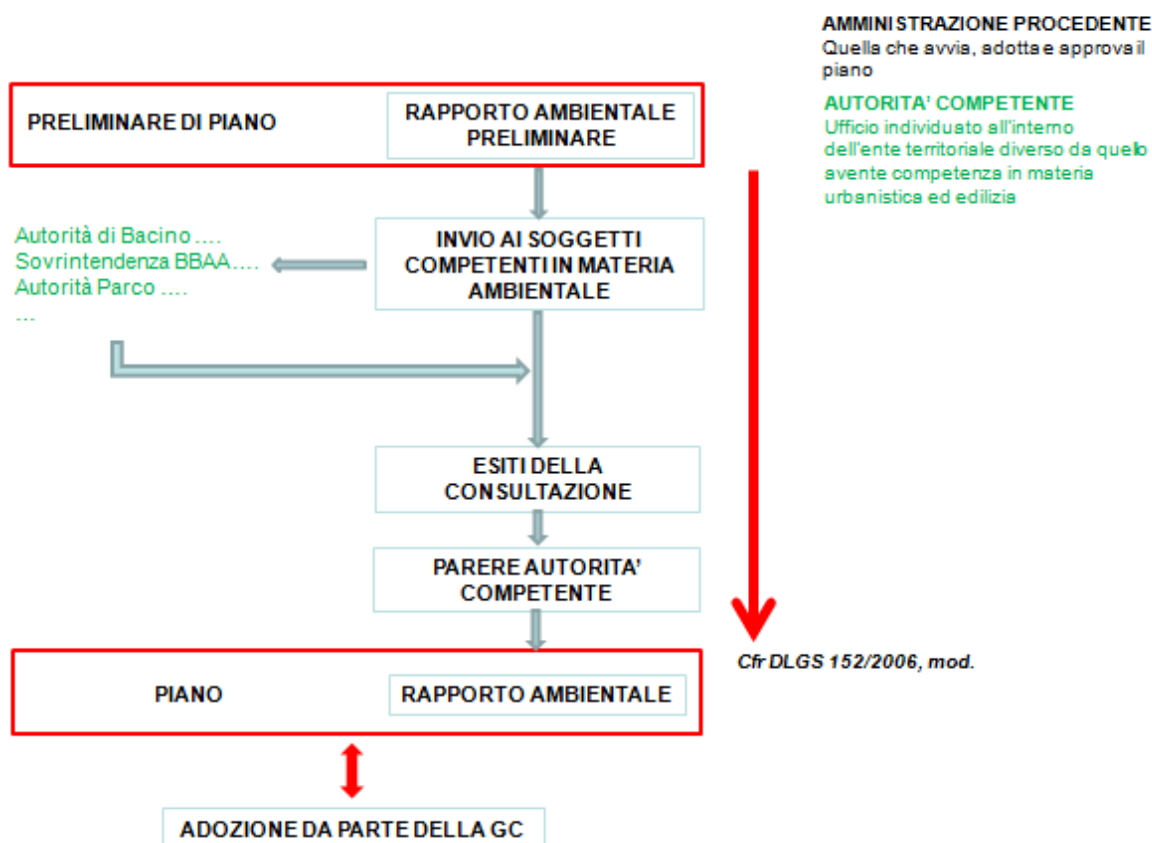 AMMINISTRAZIONE PROCEDENTE
Quella che avvia, adotta e approva il
piano
AUTORITA' COMPETENTE
Ufficio individuato all'interno
dell'ente territoriale diverso da quello
avente competenza in materia
urbanistica ed edilizia
PRELIMINARE DI PIANO
RAPPORTO AMBIENTALE
PRELIMINARE
INVIO AI SOGGETTI
COMPETENTI IN MATERIA
AMBIENTALE
Autorità di Bacino ....
Sovrintendenza BBAA ....
Autorità Parco ....
...
ESITI DELLA
CONSULTAZIONE
PARERE AUTORITA'
COMPETENTE
Cfr DLGS 152/2006, mod.
PIANO
RAPPORTO AMBIENTALE
ADOZIONE DA PARTE DELLA GC